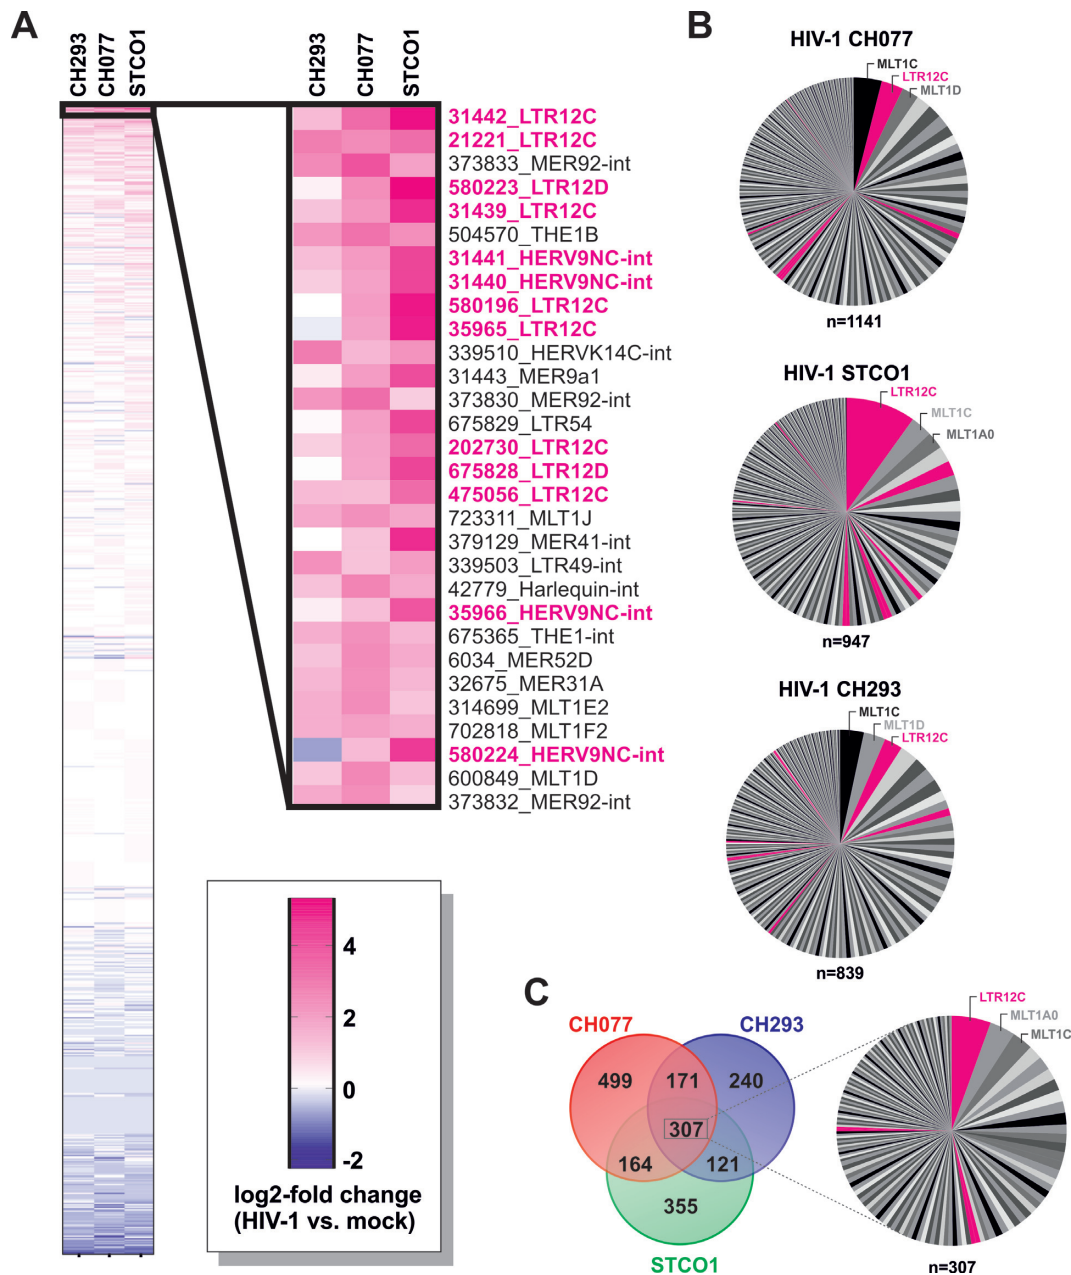 A
CH293
CH077
STCO1
CH293
CH077
STCO1
31442_LTR12C
21221_LTR12C
373833_MER92-int
580223_LTR12D
31439_LTR12C
504570_THE1B
31441_HERV9NC-int
31440_HERV9NC-int
580196_LTR12C
35965_LTR12C
339510_HERVK14C-int
31443_MER9a1
373830_MER92-int
675829_LTR54
202730_LTR12C
675828_LTR12D
475056_LTR12C
723311_MLT1J
379129_MER41-int
339503_LTR49-int
42779_Harlequin-int
35966_HERV9NC-int
675365_THE1-int
6034_MER52D
32675_MER31A
314699_MLT1E2
702818_MLT1F2
580224_HERV9NC-int
600849_MLT1D
373832_MER92-int
4
2
0
-2
log2-fold change
(HIV-1 vs. mock)
B
HIV-1 CH077
MLT1C
LTR12C
MLT1D
n=1141
HIV-1 STCO1
LTR12C
MLT1C
MLT1A0
n=947
HIV-1 CH293
MLT1C
MLT1D
LTR12C
n=839
C
CH077
CH293
499
171
240
307
164
121
355
STCO1
LTR12C
MLT1A0
MLT1C
n=307